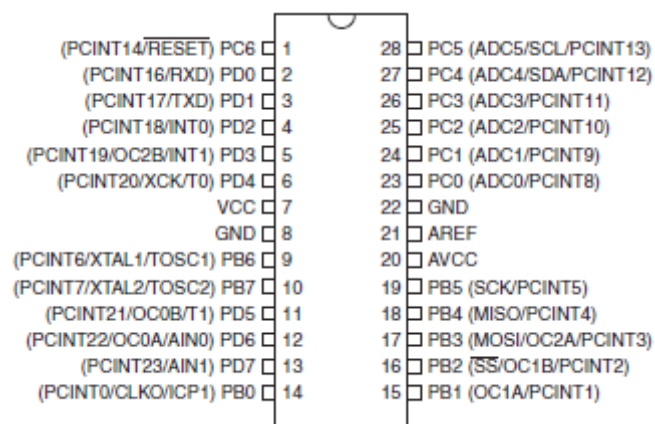 (PCINT14/RESET) PC6 1 28 PC5 (ADC5/SCL/PCINT13)
(PCINT16/RXD) PD0 2 27 PC4 (ADC4/SDA/PCINT12)
(PCINT17/TXD) PD1 3 26 PC3 (ADC3/PCINT11)
(PCINT18/INT0) PD2 4 25 PC2 (ADC2/PCINT10)
(PCINT19/OC2B/INT1) PD3 5 24 PC1 (ADC1/PCINT9)
(PCINT20/XCK/T0) PD4 6 23 PC0 (ADC0/PCINT8)
VCC 7 22 GND
GND 8 21 AREF
(PCINT6/XTAL1/TOSC1) PB6 9 20 AVCC
(PCINT7/XTAL2/TOSC2) PB7 10 19 PB5 (SCK/PCINT5)
(PCINT21/OC0B/T1) PD5 11 18 PB4 (MISO/PCINT4)
(PCINT22/OC0A/AIN0) PD6 12 17 PB3 (MOSI/OC2A/PCINT3)
(PCINT23/AIN1) PD7 13 16 PB2 (SS/OC1B/PCINT2)
(PCINT0/CLKO/ICP1) PB0 14 15 PB1 (OC1A/PCINT1)